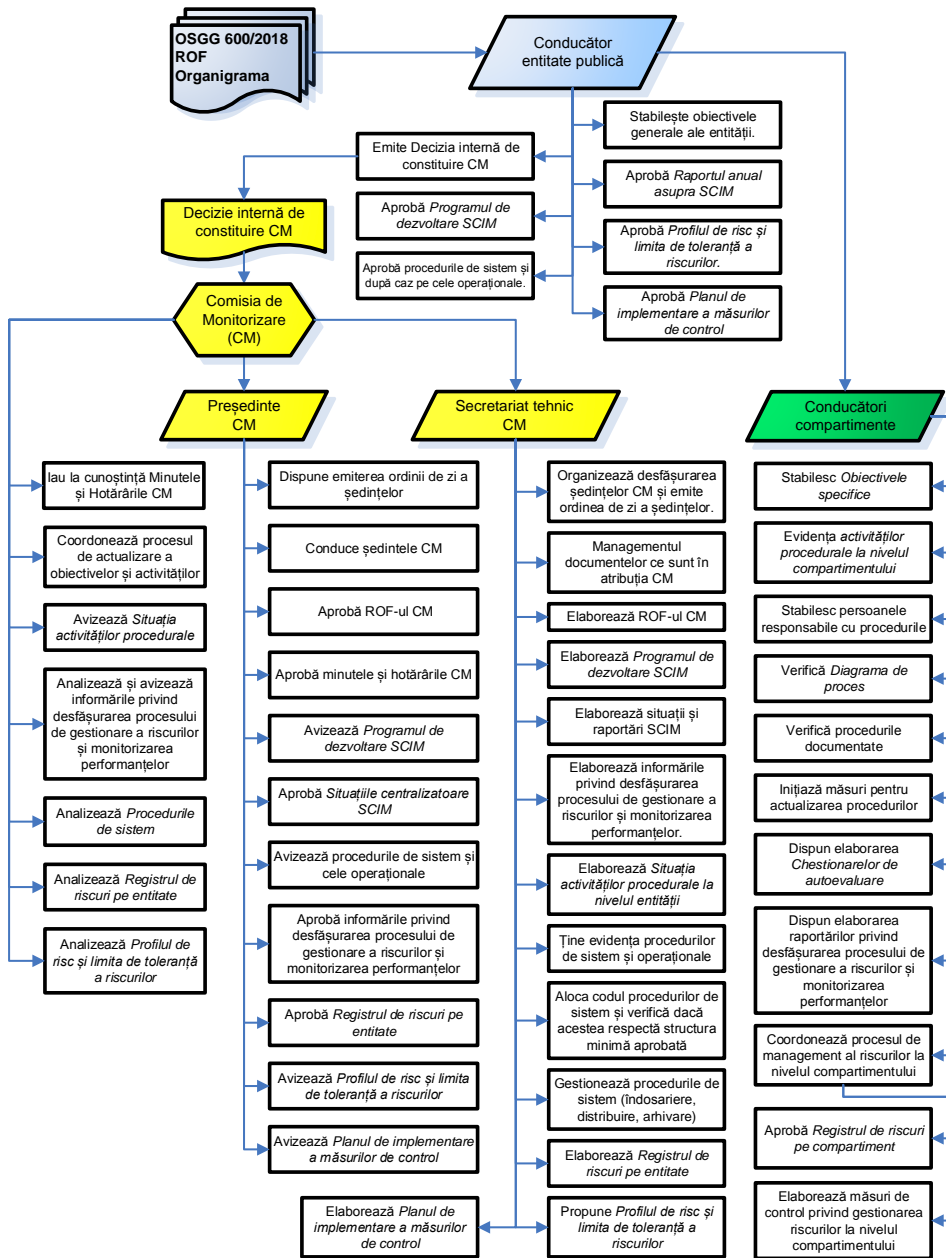 OSGG 600/2018
ROF
Organigrama
Conducător
entitate publică
Stabilește obiectivele
generale ale entității.
Emite Decizia internă de
constituire CM
Aprobă Raportul anual
asupra SCIM
Decizie internă de
constituire CM
Aprobă Programul de
dezvoltare SCIM
Aprobă Profilul de risc și
limita de toleranță a
riscurilor.
Aprobă procedurile de sistem și
după caz pe cele operaționale.
Aprobă Planul de
implementare a măsurilor
de control
Comisia de
Monitorizare
(CM)
Președinte
CM
Secretariat tehnic
CM
Conducători
compartimente
Iau la cunoștință Minutele
și Hotărârile CM
Coordonează procesul
de actualizare a
obiectivelor și activităților
Avizează Situația
activităților procedurale
Analizează și avizează
informările privind
desfășurarea procesului
de gestionare a riscurilor
și monitorizarea
performanțelor
Analizează Procedurile
de sistem
Analizează Registrul de
riscuri pe entitate
Analizează Profilul de
risc și limita de toleranță
a riscurilor
Dispune emiterea ordinii de zi a
ședințelor
Conduce ședintele CM
Aprobă ROF-ul CM
Aprobă minutele și hotărârile CM
Avizează Programul de
dezvoltare SCIM
Aprobă Situațiile centralizatoare
SCIM
Avizează procedurile de sistem și
cele operaționale
Aprobă informările privind
desfășurarea procesului de
gestionare a riscurilor și
monitorizarea performanțelor
Aprobă Registrul de riscuri pe
entitate
Avizează Profilul de risc și limita
de toleranță a riscurilor
Avizează Planul de implementare
a măsurilor de control
Organizează desfășurarea
ședințelor CM și emite
ordinea de zi a ședințelor.
Managementul
documentelor ce sunt în
atribuția CM
Elaborează ROF-ul CM
Elaborează Programul de
dezvoltare SCIM
Elaborează situații și
raportări SCIM
Elaborează informările
privind desfășurarea
procesului de gestionare a
riscurilor și monitorizarea
performanțelor.
Elaborează Situația
activităților procedurale la
nivelul entității
Ține evidența procedurilor
de sistem și operaționale
Aloca codul procedurilor de
sistem și verifică dacă
acestea respectă structura
minimă aprobată
Gestionează procedurile de
sistem (îndosariere,
distribuire, arhivare)
Elaborează Registrul de
riscuri pe entitate
Elaborează Planul de
implementare a măsurilor
de control
Propune Profilul de risc și
limita de toleranță a
riscurilor
Stabilesc Obiectivele
specifice
Evidența activităților
procedurale la nivelul
compartimentului
Stabilesc persoanele
responsabile cu procedurile
Verifică Diagrama de
proces
Verifică procedurile
documentate
Inițiază măsuri pentru
actualizarea procedurilor
Dispun elaborarea
Chestionarelor de
autoevaluare
Dispun elaborarea
raportărilor privind
desfășurarea procesului de
gestionare a riscurilor și
monitorizarea
performanțelor
Coordonează procesul de
management al riscurilor la
nivelul compartimentului
Aprobă Registrul de riscuri
pe compartiment
Elaborează măsuri de
control privind gestionarea
riscurilor la nivelul
compartimentului